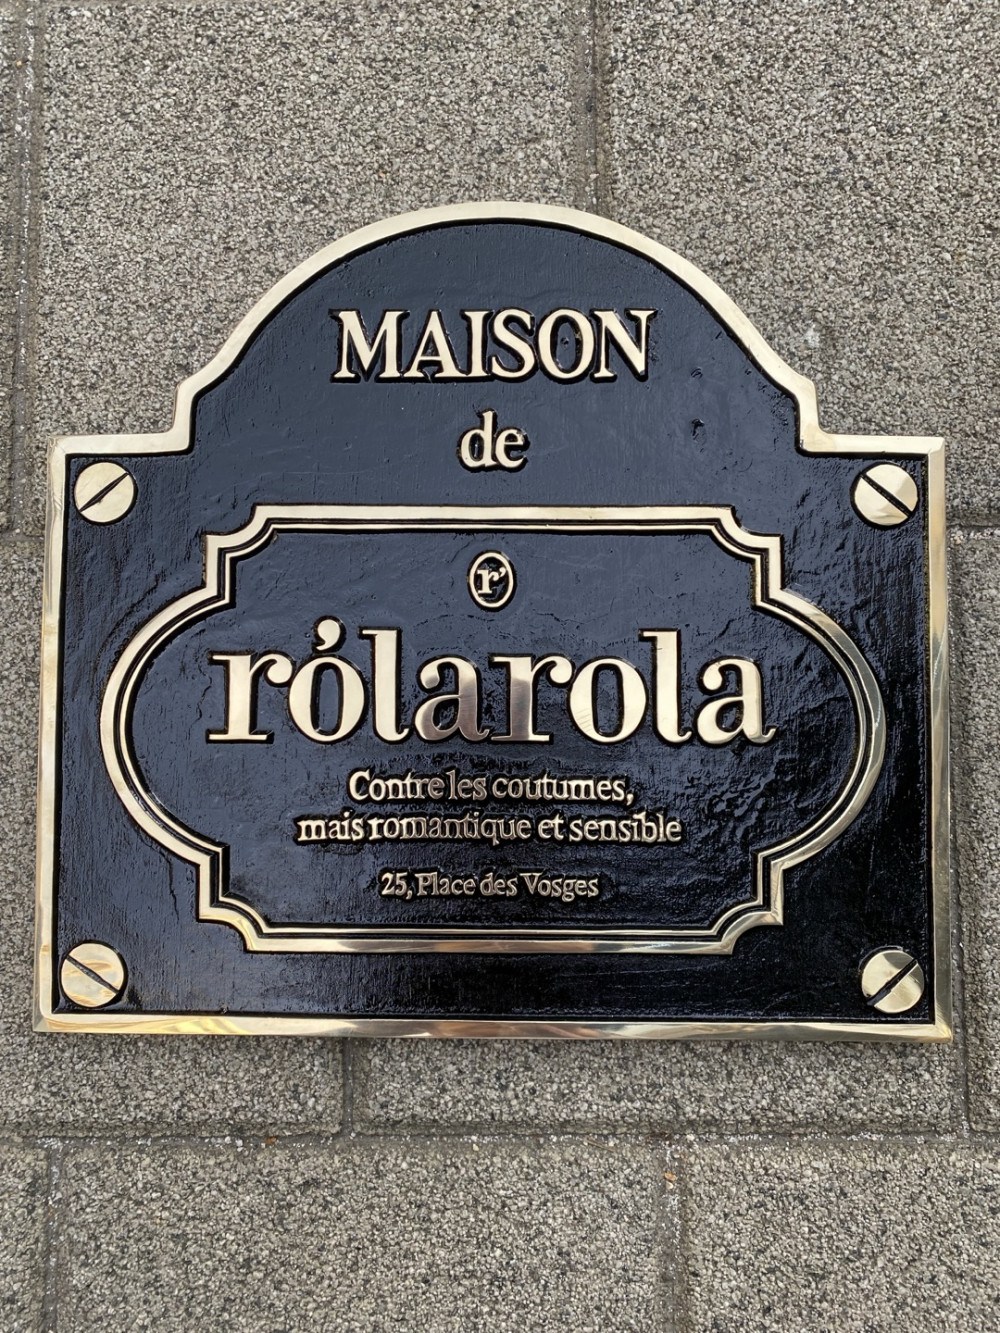 MAISON
de
r'
rólarola
Contre les coutumes,
mais romantique et sensible
25, Place des Vosges